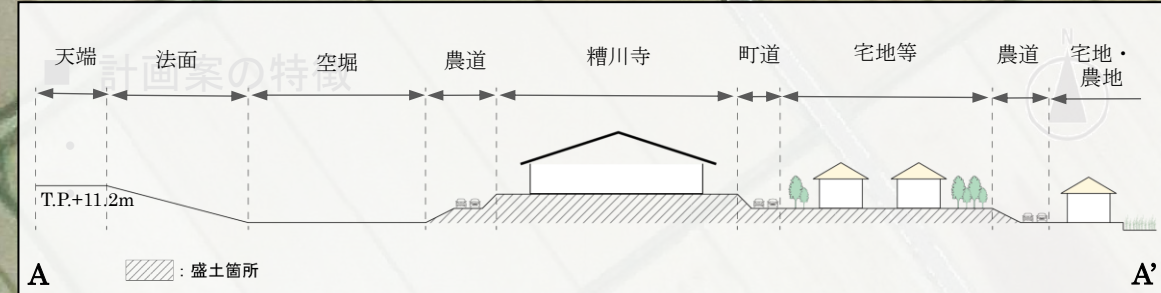 天端
法面
空堀
農道
糟川寺
町道
宅地等
農道
宅地・
農地
■ 計画案の特徴
N
T.P.+11.2m
A
：盛土箇所
A'